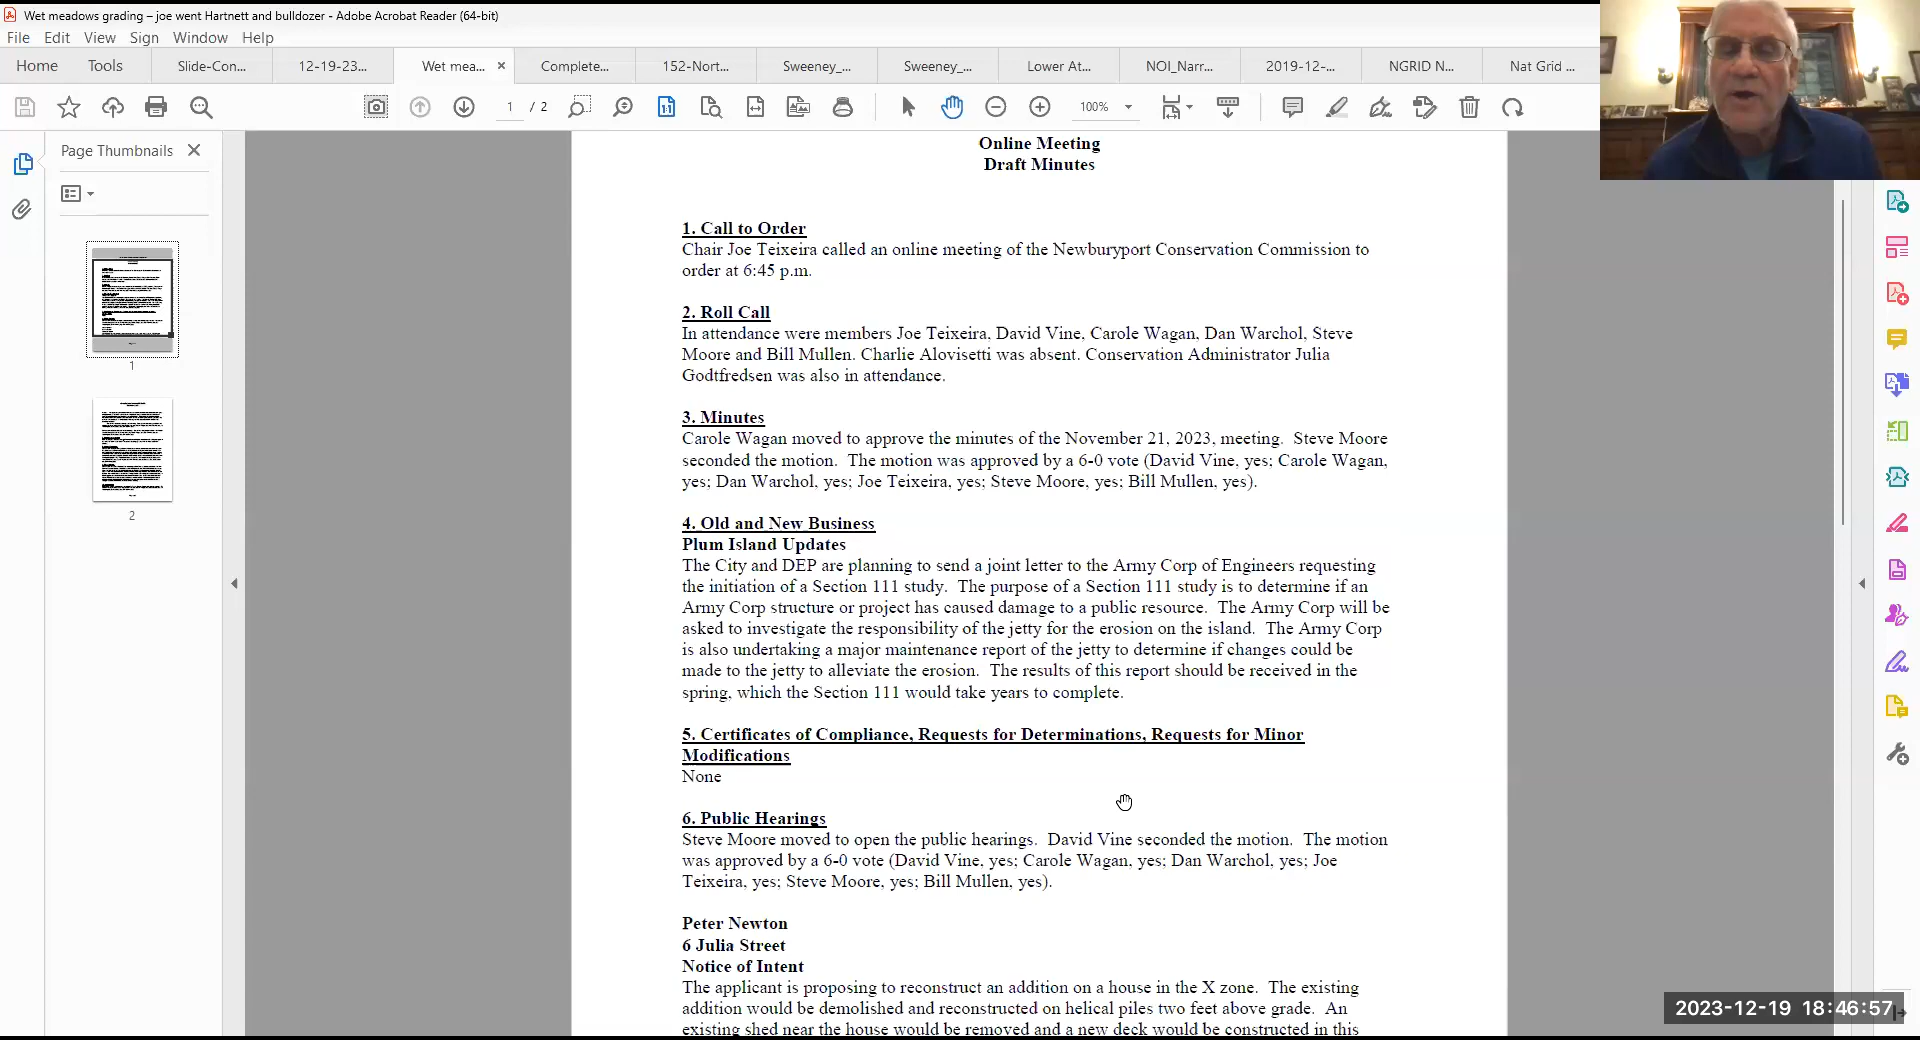 Wet meadows grading – joe went Hartnett and bulldozer - Adobe Acrobat Reader (64-bit)
File Edit View Sign Window Help
Home Tools Slide-Con... 12-19-23... Wet mea... × Complete... 152-Nort... Sweeney_... Sweeney_... Lower At... NOI_Narr... 2019-12-... NGRID N... Nat Grid ...
1 / 2 100%
Page Thumbnails
1
2
Online Meeting
Draft Minutes
1. Call to Order
Chair Joe Teixeira called an online meeting of the Newburyport Conservation Commission to
order at 6:45 p.m.
2. Roll Call
In attendance were members Joe Teixeira, David Vine, Carole Wagan, Dan Warchol, Steve
Moore and Bill Mullen. Charlie Alovisetti was absent. Conservation Administrator Julia
Godtfredsen was also in attendance.
3. Minutes
Carole Wagan moved to approve the minutes of the November 21, 2023, meeting.  Steve Moore
seconded the motion.  The motion was approved by a 6-0 vote (David Vine, yes; Carole Wagan,
yes; Dan Warchol, yes; Joe Teixeira, yes; Steve Moore, yes; Bill Mullen, yes).
4. Old and New Business
Plum Island Updates
The City and DEP are planning to send a joint letter to the Army Corp of Engineers requesting
the initiation of a Section 111 study.  The purpose of a Section 111 study is to determine if an
Army Corp structure or project has caused damage to a public resource.  The Army Corp will be
asked to investigate the responsibility of the jetty for the erosion on the island.  The Army Corp
is also undertaking a major maintenance report of the jetty to determine if changes could be
made to the jetty to alleviate the erosion.  The results of this report should be received in the
spring, which the Section 111 would take years to complete.
5. Certificates of Compliance, Requests for Determinations, Requests for Minor
Modifications
None
6. Public Hearings
Steve Moore moved to open the public hearings.  David Vine seconded the motion.  The motion
was approved by a 6-0 vote (David Vine, yes; Carole Wagan, yes; Dan Warchol, yes; Joe
Teixeira, yes; Steve Moore, yes; Bill Mullen, yes).
Peter Newton
6 Julia Street
Notice of Intent
The applicant is proposing to reconstruct an addition on a house in the X zone.  The existing
addition would be demolished and reconstructed on helical piles two feet above grade.  An
existing shed near the house would be removed and a new deck would be constructed in this
2023-12-19 18:46:57